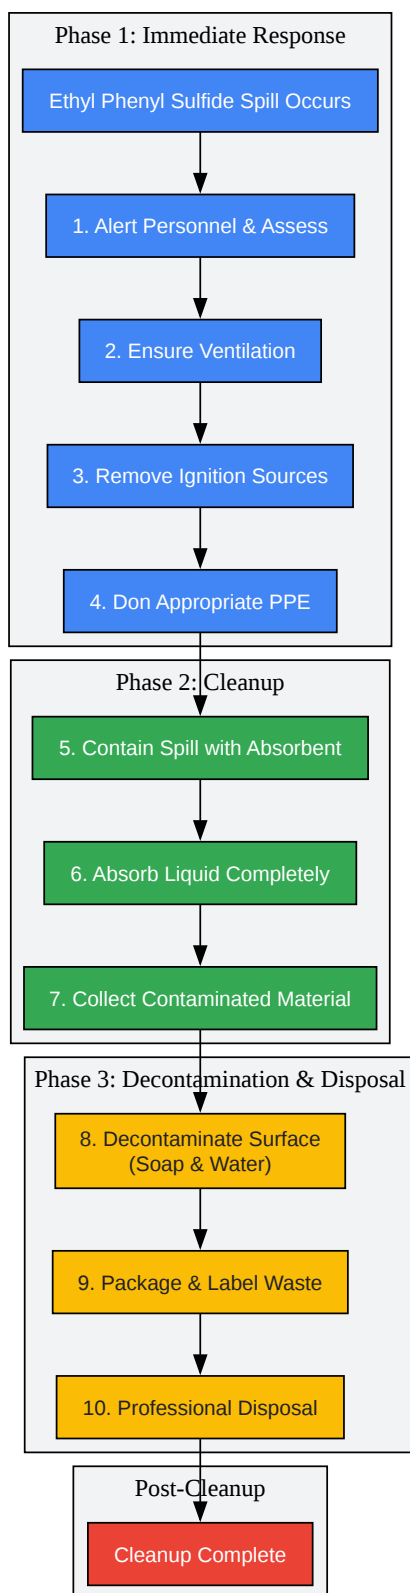 Phase 1: Immediate Response
Ethyl Phenyl Sulfide Spill Occurs
1. Alert Personnel & Assess
2. Ensure Ventilation
3. Remove Ignition Sources
4. Don Appropriate PPE
Phase 2: Cleanup
5. Contain Spill with Absorbent
6. Absorb Liquid Completely
7. Collect Contaminated Material
Phase 3: Decontamination & Disposal
8. Decontaminate Surface
(Soap & Water)
9. Package & Label Waste
10. Professional Disposal
Post-Cleanup
Cleanup Complete